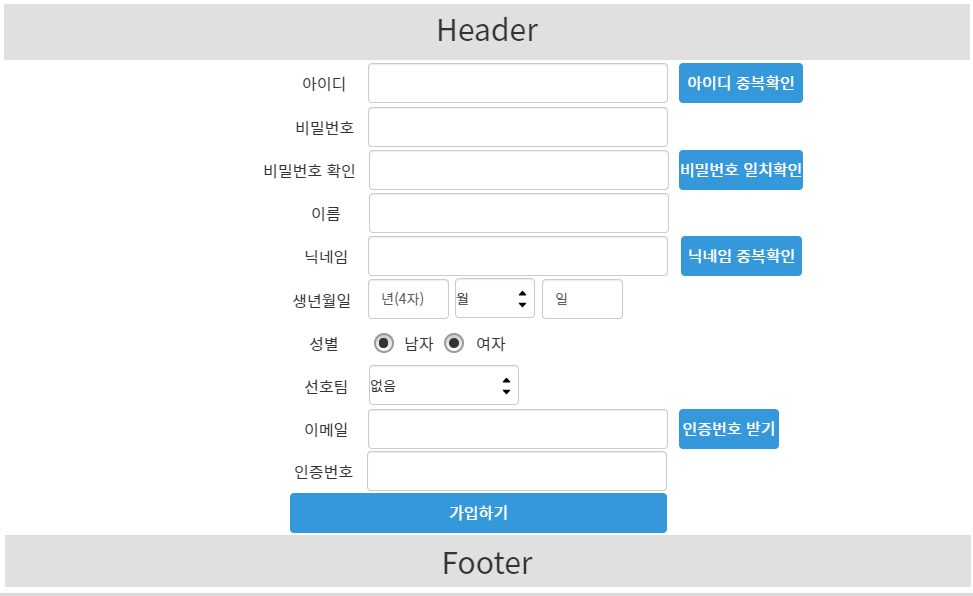 Header
아이디 아이디 중복확인
비밀번호
비밀번호 확인 비밀번호 일치확인
이름
닉네임 닉네임 중복확인
생년월일 년(4자) 월 일
성별 남자 여자
선호팀 없음
이메일 인증번호 받기
인증번호
가입하기
Footer